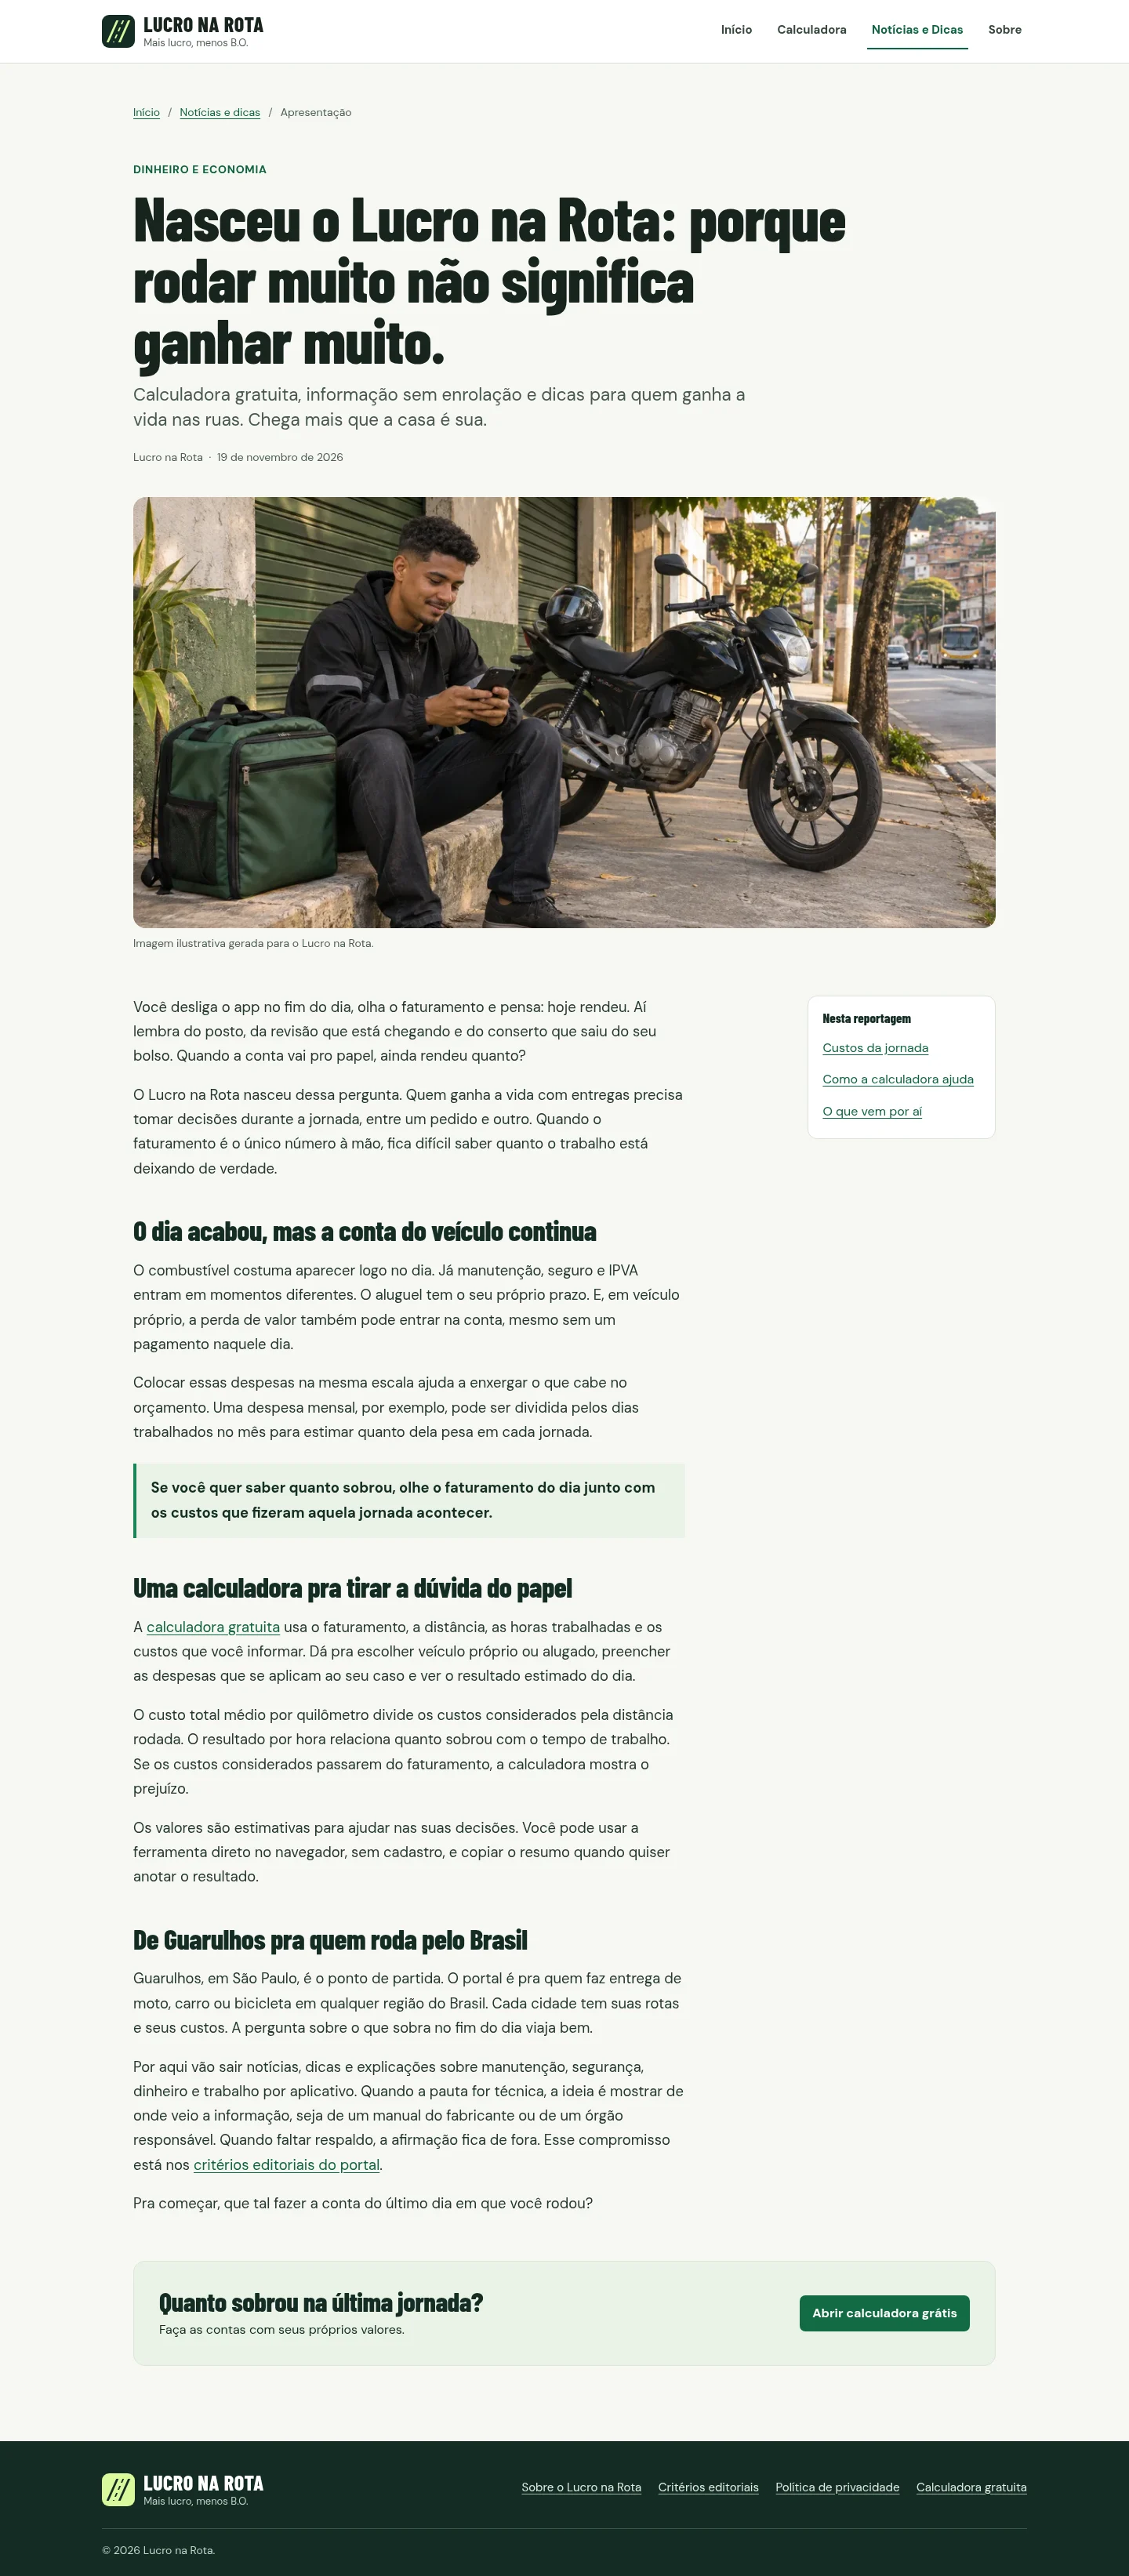 LUCRO NA ROTA
Mais lucro, menos B.O.
Início Calculadora Notícias e Dicas Sobre
Início / Notícias e dicas / Apresentação
DINHEIRO E ECONOMIA
Nasceu o Lucro na Rota: porque
rodar muito não significa
ganhar muito.
Calculadora gratuita, informação sem enrolação e dicas para quem ganha a
vida nas ruas. Chega mais que a casa é sua.
Lucro na Rota · 19 de novembro de 2026
Imagem ilustrativa gerada para o Lucro na Rota.
Você desliga o app no fim do dia, olha o faturamento e pensa: hoje rendeu. Aí
lembra do posto, da revisão que está chegando e do conserto que saiu do seu
bolso. Quando a conta vai pro papel, ainda rendeu quanto?
O Lucro na Rota nasceu dessa pergunta. Quem ganha a vida com entregas precisa
tomar decisões durante a jornada, entre um pedido e outro. Quando o
faturamento é o único número à mão, fica difícil saber quanto o trabalho está
deixando de verdade.
Nesta reportagem
Custos da jornada
Como a calculadora ajuda
O que vem por aí
O dia acabou, mas a conta do veículo continua
O combustível costuma aparecer logo no dia. Já manutenção, seguro e IPVA
entram em momentos diferentes. O aluguel tem o seu próprio prazo. E, em veículo
próprio, a perda de valor também pode entrar na conta, mesmo sem um
pagamento naquele dia.
Colocar essas despesas na mesma escala ajuda a enxergar o que cabe no
orçamento. Uma despesa mensal, por exemplo, pode ser dividida pelos dias
trabalhados no mês para estimar quanto dela pesa em cada jornada.
Se você quer saber quanto sobrou, olhe o faturamento do dia junto com
os custos que fizeram aquela jornada acontecer.
Uma calculadora pra tirar a dúvida do papel
A calculadora gratuita usa o faturamento, a distância, as horas trabalhadas e os
custos que você informar. Dá pra escolher veículo próprio ou alugado, preencher
as despesas que se aplicam ao seu caso e ver o resultado estimado do dia.
O custo total médio por quilômetro divide os custos considerados pela distância
rodada. O resultado por hora relaciona quanto sobrou com o tempo de trabalho.
Se os custos considerados passarem do faturamento, a calculadora mostra o
prejuízo.
Os valores são estimativas para ajudar nas suas decisões. Você pode usar a
ferramenta direto no navegador, sem cadastro, e copiar o resumo quando quiser
anotar o resultado.
De Guarulhos pra quem roda pelo Brasil
Guarulhos, em São Paulo, é o ponto de partida. O portal é pra quem faz entrega de
moto, carro ou bicicleta em qualquer região do Brasil. Cada cidade tem suas rotas
e seus custos. A pergunta sobre o que sobra no fim do dia viaja bem.
Por aqui vão sair notícias, dicas e explicações sobre manutenção, segurança,
dinheiro e trabalho por aplicativo. Quando a pauta for técnica, a ideia é mostrar de
onde veio a informação, seja de um manual do fabricante ou de um órgão
responsável. Quando faltar respaldo, a afirmação fica de fora. Esse compromisso
está nos critérios editoriais do portal.
Pra começar, que tal fazer a conta do último dia em que você rodou?
Quanto sobrou na última jornada?
Faça as contas com seus próprios valores.
Abrir calculadora grátis
LUCRO NA ROTA
Mais lucro, menos B.O.
Sobre o Lucro na Rota Critérios editoriais Política de privacidade Calculadora gratuita
© 2026 Lucro na Rota.